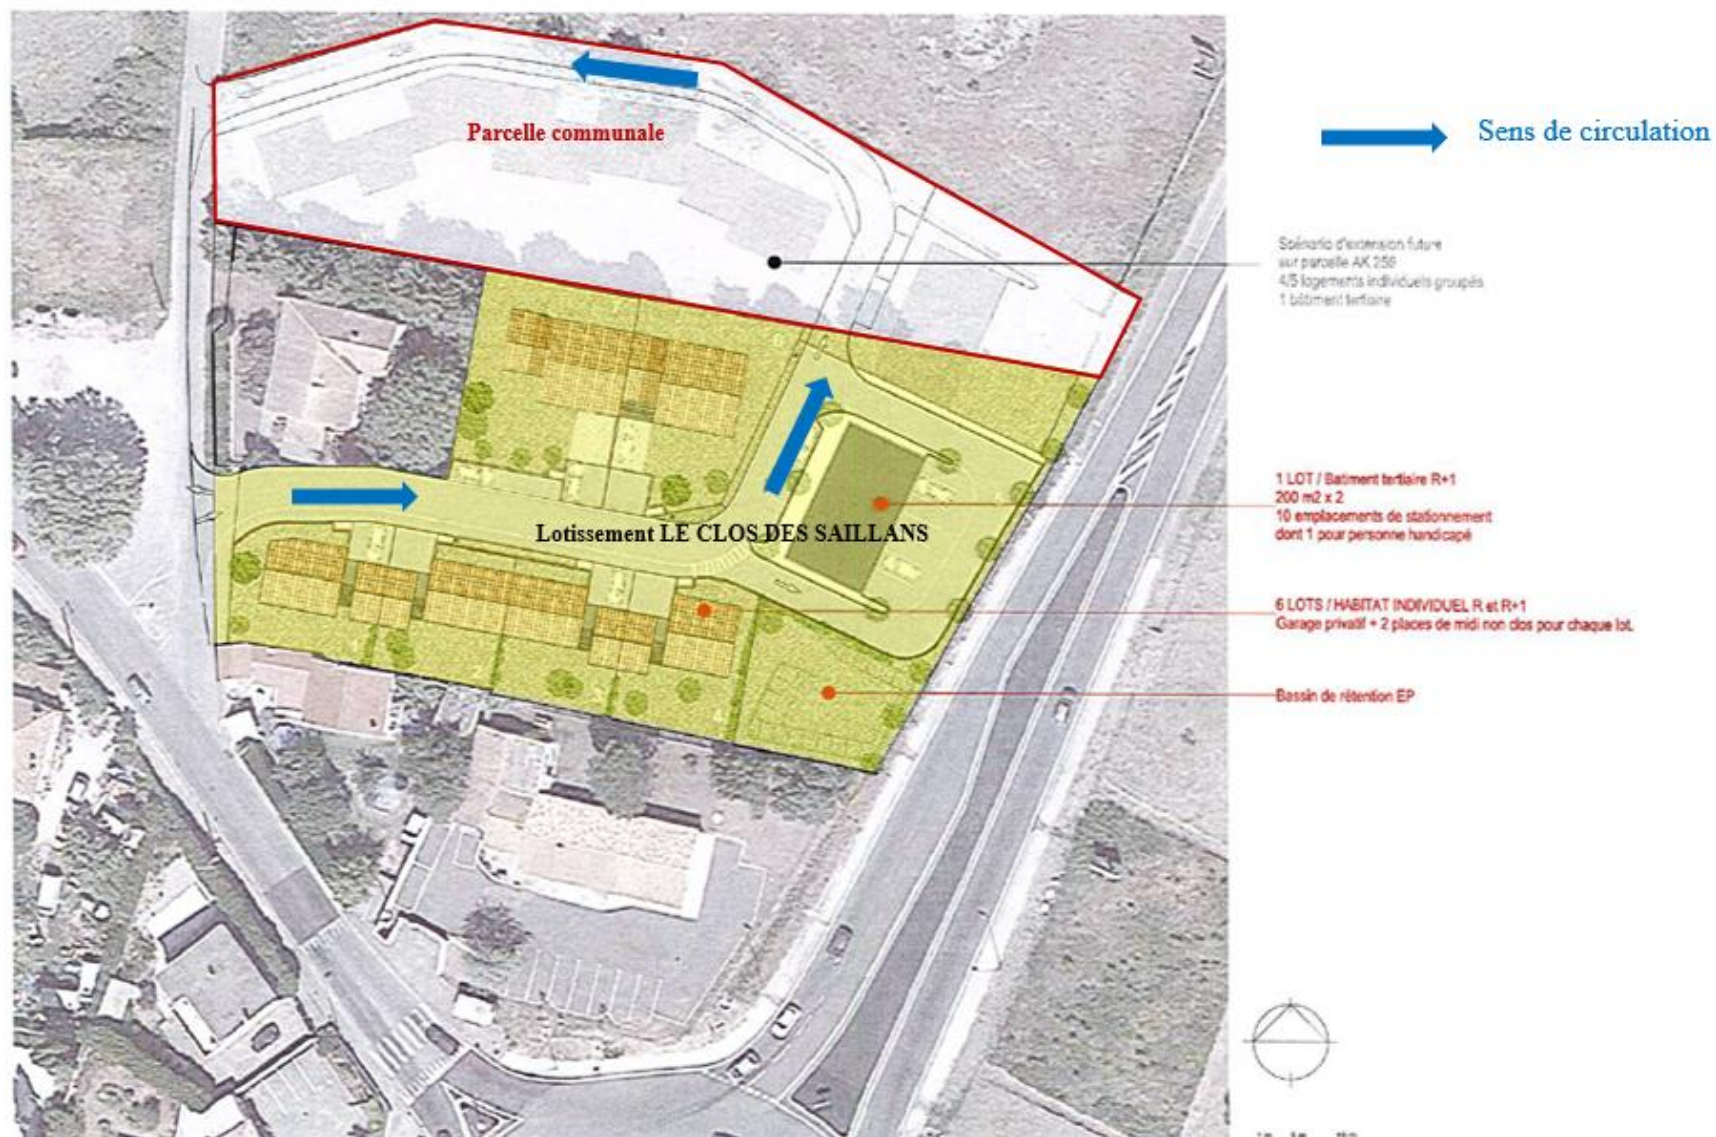 Parcelle communale
Sens de circulation
Scénario d'extension future
sur parcelle AK 259
4/5 logements individuels groupés
1 bâtiment tertiaire
1 LOT / Batiment tertiaire R+1
200 m2 x 2
10 emplacements de stationnement
dont 1 pour personne handicapé
Lotissement LE CLOS DES SAILLANS
6 LOTS / HABITAT INDIVIDUEL R et R+1
Garage privatif + 2 places de midi non clos pour chaque lot.
Bassin de rétention EP